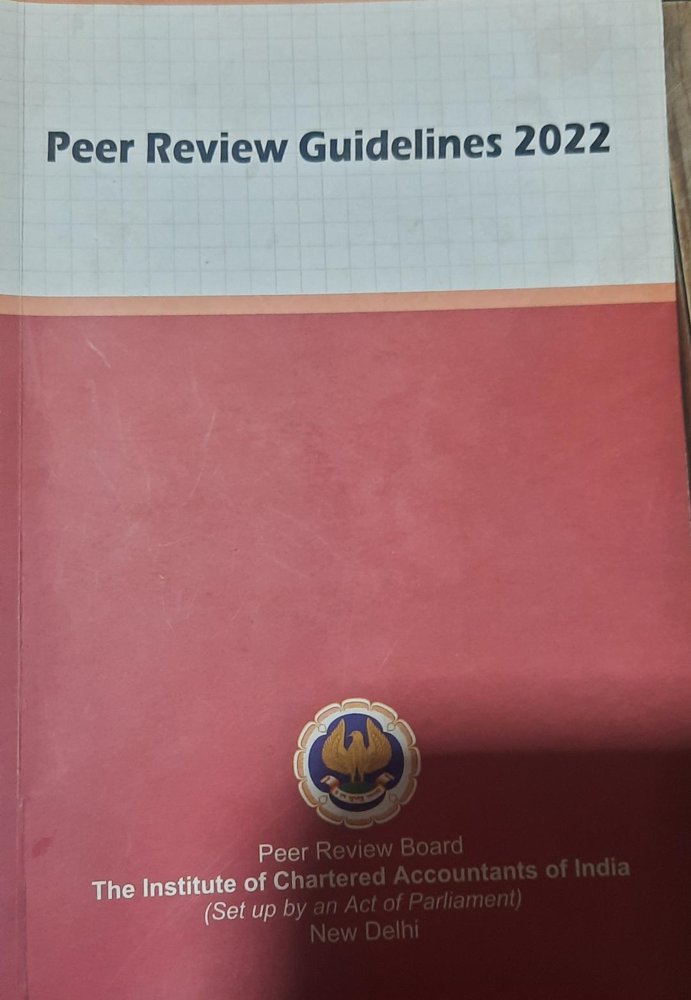 Peer Review Guidelines 2022
Peer Review Board
The Institute of Chartered Accountants of India
(Set up by an Act of Parliament)
New Delhi